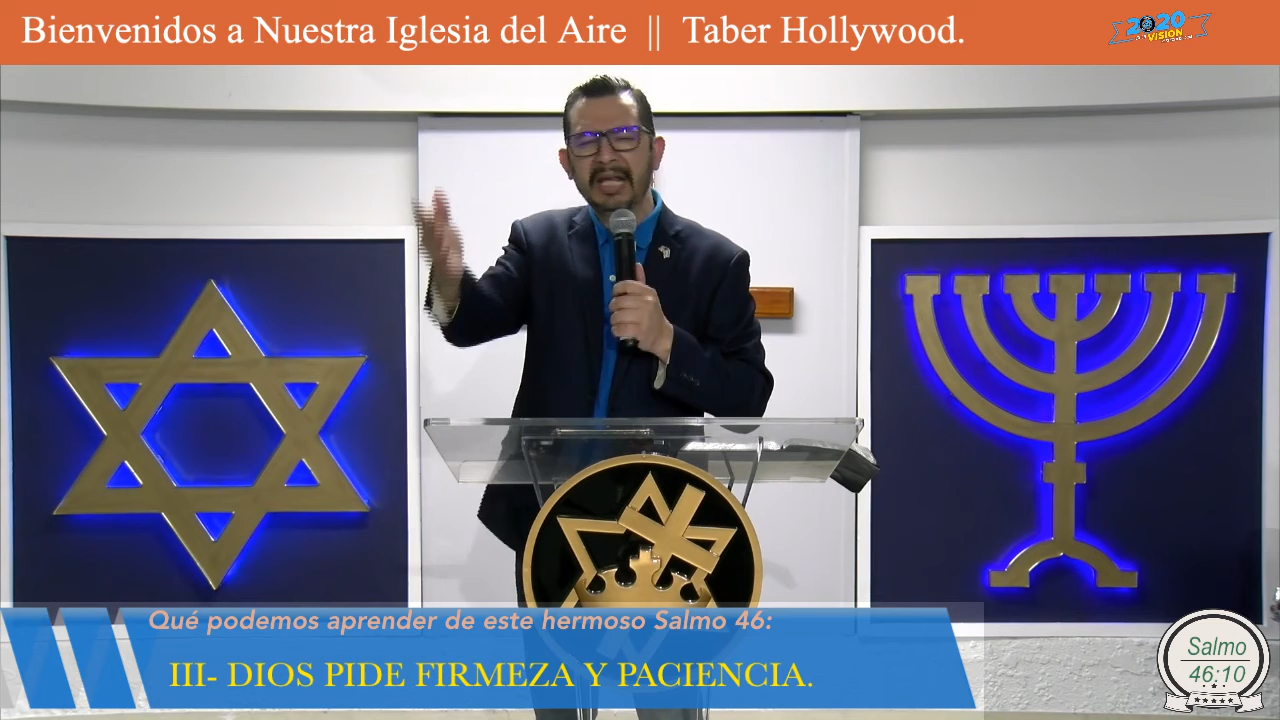 Bienvenidos a Nuestra Iglesia del Aire || Taber Hollywood.
2020
VISIÓN
Qué podemos aprender de este hermoso Salmo 46:
III- DIOS PIDE FIRMEZA Y PACIENCIA.
Salmo
46:10